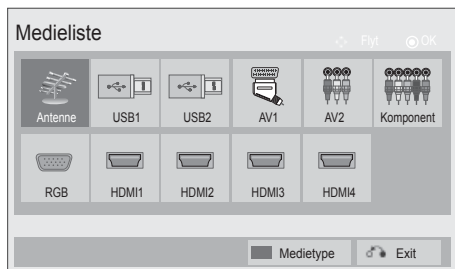 Medieliste
Flyt OK
Antenne USB1 USB2 AV1 AV2 Komponent
RGB HDMI1 HDMI2 HDMI3 HDMI4
Medietype Exit